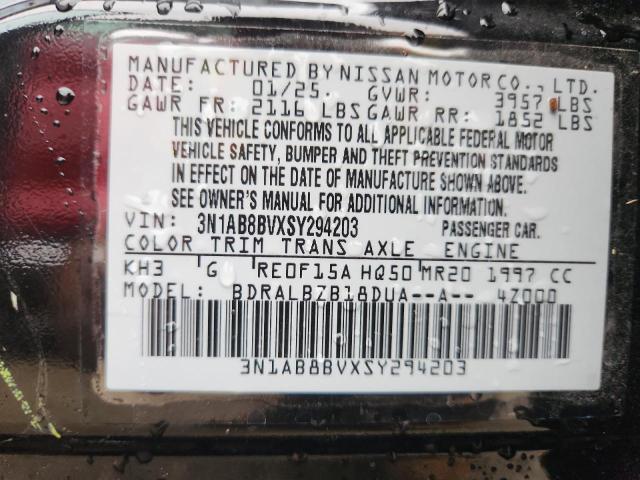 MANUFACTURED BY NISSAN MOTOR CO., LTD.
DATE: 01/25. GVWR: 3957 LBS
GAWR FR: 2116 LBS GAWR RR: 1852 LBS
THIS VEHICLE CONFORMS TO ALL APPLICABLE FEDERAL MOTOR
VEHICLE SAFETY, BUMPER AND THEFT PREVENTION STANDARDS
IN EFFECT ON THE DATE OF MANUFACTURE SHOWN ABOVE.
SEE OWNER'S MANUAL FOR ADDITIONAL INFORMATION.
VIN: 3N1AB8BVXSY294203 PASSENGER CAR.
COLOR TRIM TRANS AXLE ENGINE
KH3 G RE0F15A HQ50 MR20 1997 CC
MODEL: BDRALBZB18DUA--A-- 4Z000
3N1AB8BVXSY294203